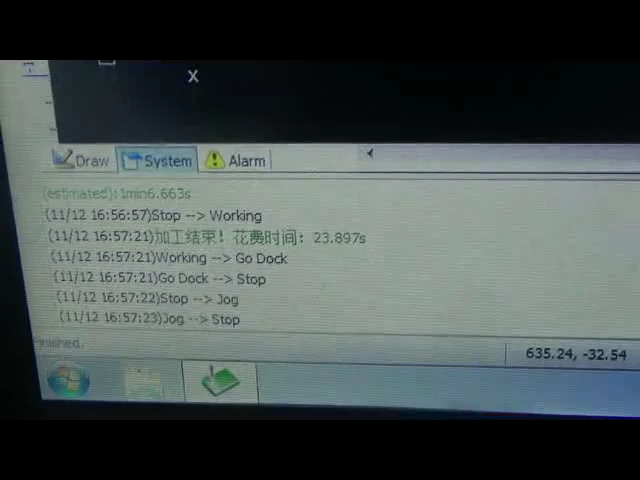 X
Draw System Alarm
(estimated):1min6.663s
(11/12 16:56:57)Stop --> Working
(11/12 16:57:21)加工结束！花费时间：23.897s
(11/12 16:57:21)Working --> Go Dock
(11/12 16:57:21)Go Dock --> Stop
(11/12 16:57:22)Stop --> Jog
(11/12 16:57:23)Jog --> Stop
635.24, -32.54